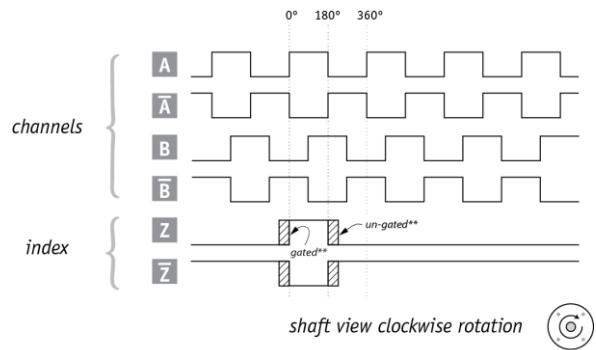 0° 180° 360°
A
A̅
channels
B
B̅
Z
un-gated**
index
gated**
Z̅
shaft view clockwise rotation